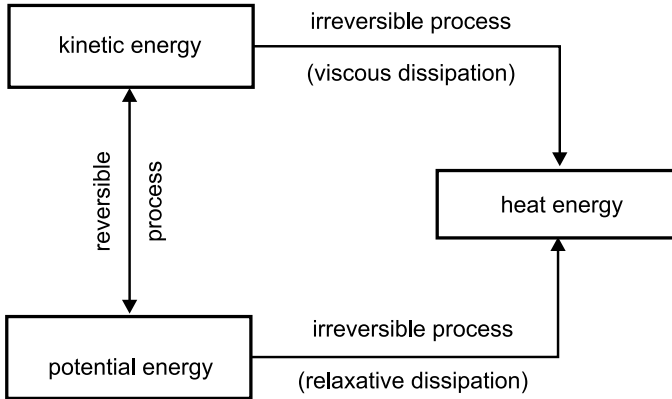 kinetic energy
irreversible process
(viscous dissipation)
reversible
process
heat energy
potential energy
irreversible process
(relaxative dissipation)